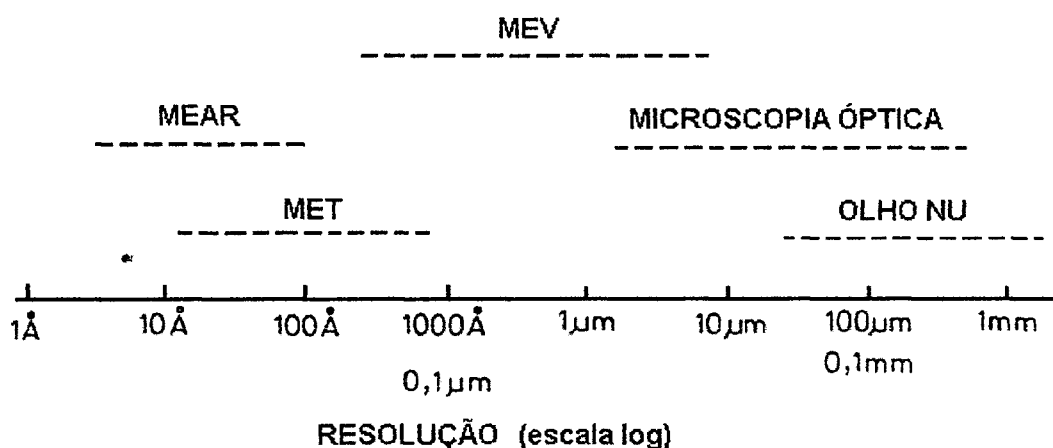 MEV
MEAR MICROSCOPIA ÓPTICA
MET OLHO NU
1Å 10Å 100Å 1000Å 1µm 10µm 100µm 1mm
0,1µm 0,1mm
RESOLUÇÃO (escala log)